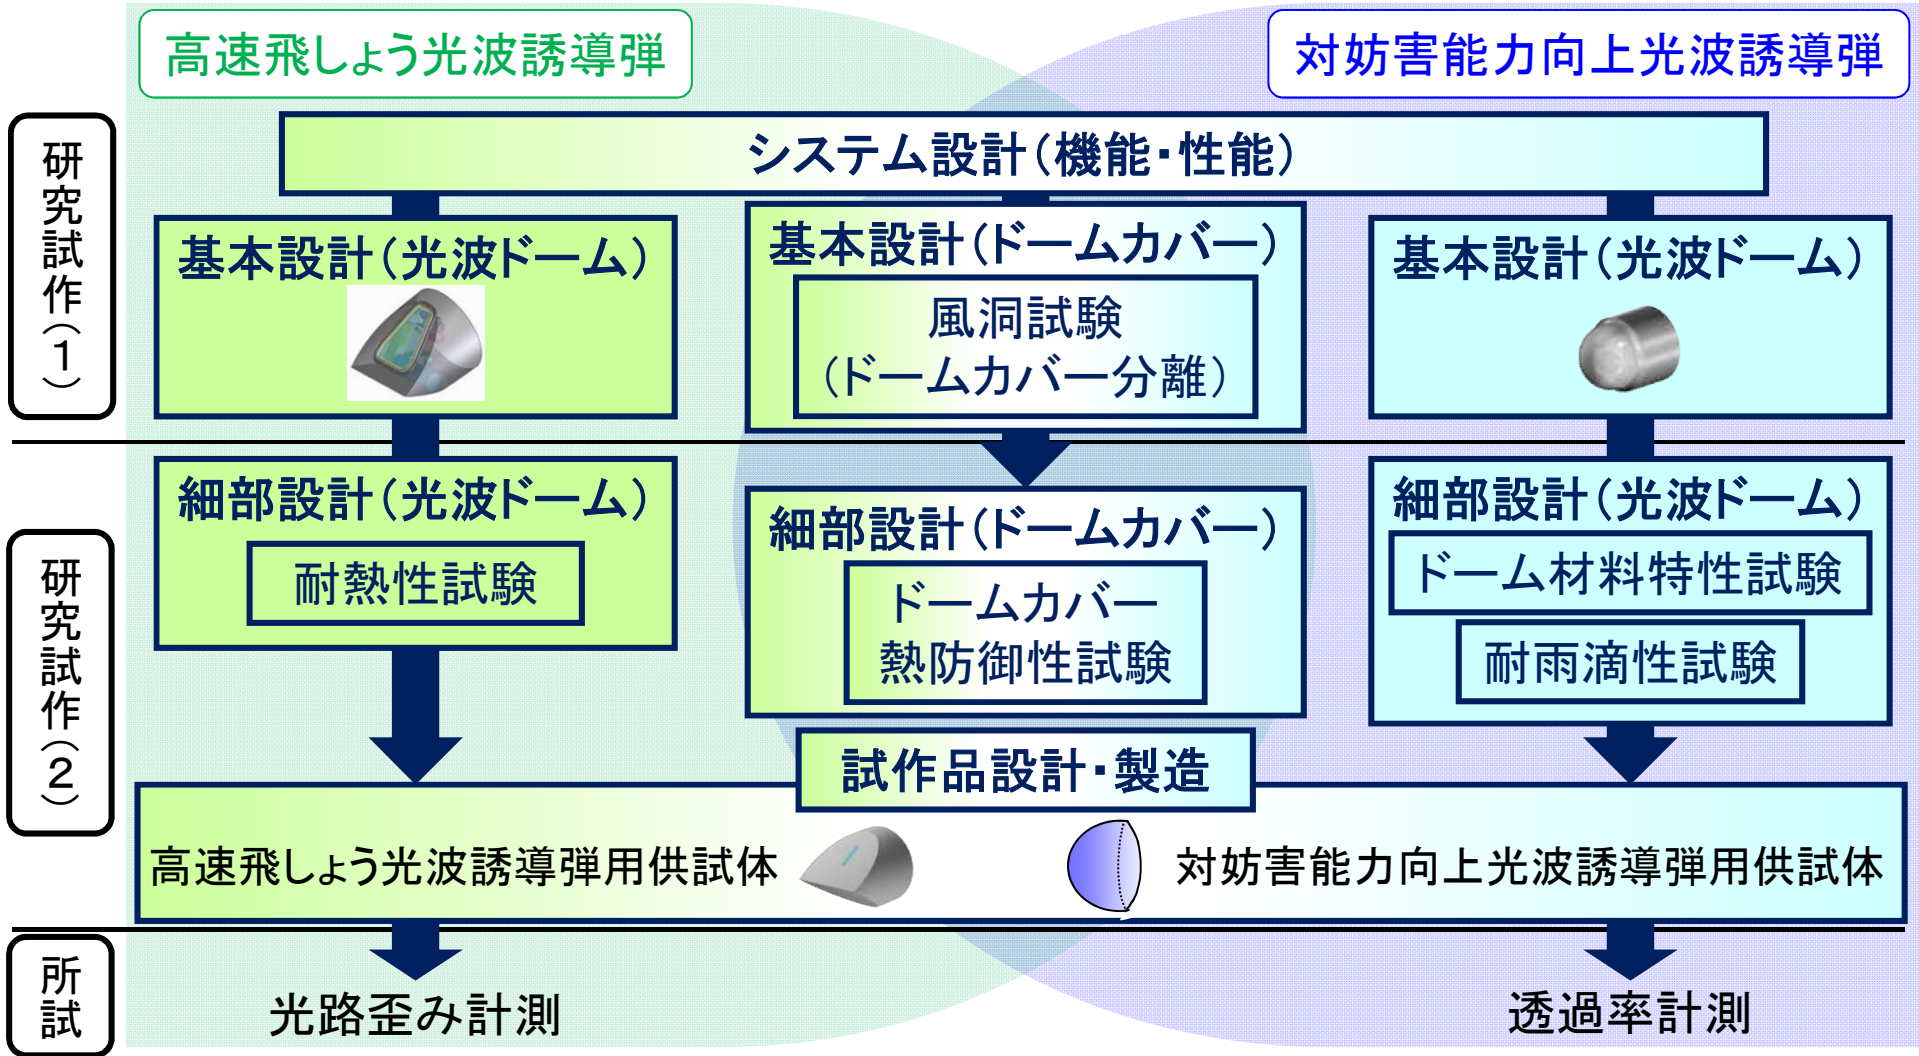 高速飛しょう光波誘導弾
対妨害能力向上光波誘導弾
研究試作(1)
システム設計(機能・性能)
基本設計(光波ドーム)
基本設計(ドームカバー)
風洞試験
(ドームカバー分離)
基本設計(光波ドーム)
研究試作(2)
細部設計(光波ドーム)
耐熱性試験
細部設計(ドームカバー)
ドームカバー
熱防御性試験
細部設計(光波ドーム)
ドーム材料特性試験
耐雨滴性試験
試作品設計・製造
高速飛しょう光波誘導弾用供試体
対妨害能力向上光波誘導弾用供試体
所試
光路歪み計測
透過率計測